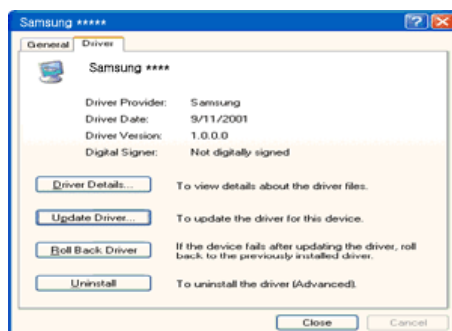 Samsung *****
General Driver
Samsung ****
Driver Provider: Samsung
Driver Date: 9/11/2001
Driver Version: 1.0.0.0
Digital Signer: Not digitally signed
Driver Details... To view details about the driver files.
Update Driver... To update the driver for this device.
Roll Back Driver If the device fails after updating the driver, roll
back to the previously installed driver.
Uninstall To uninstall the driver (Advanced).
Close Cancel